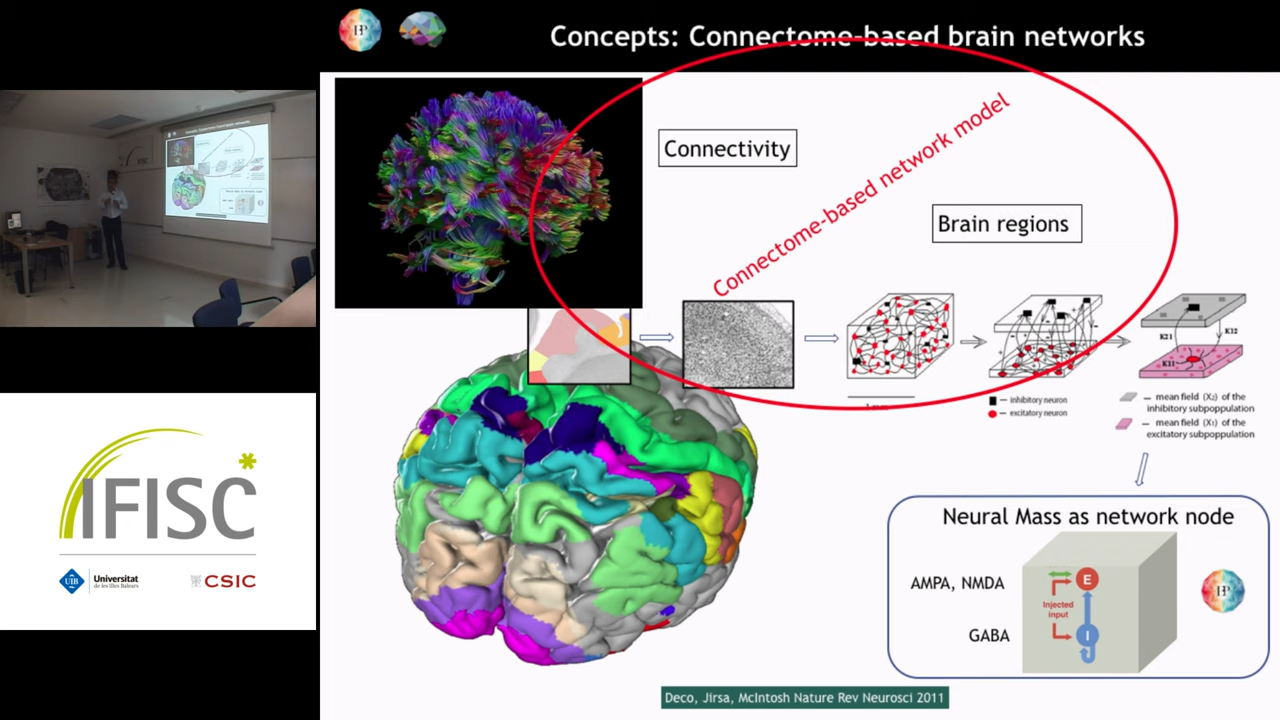 Concepts: Connectome-based brain networks
Connectivity
Connectome-based network model
Brain regions
K21
K12
K11
inhibitory neuron
excitatory neuron
mean field (X₂) of the
inhibitory subpoppulation
mean field (X₁) of the
excitatory subpoppulation
Neural Mass as network node
AMPA, NMDA
E
Injected
input
GABA
I
Deco, Jirsa, McIntosh Nature Rev Neurosci 2011
IFISC
UIB
Universitat
de les Illes Balears
CSIC